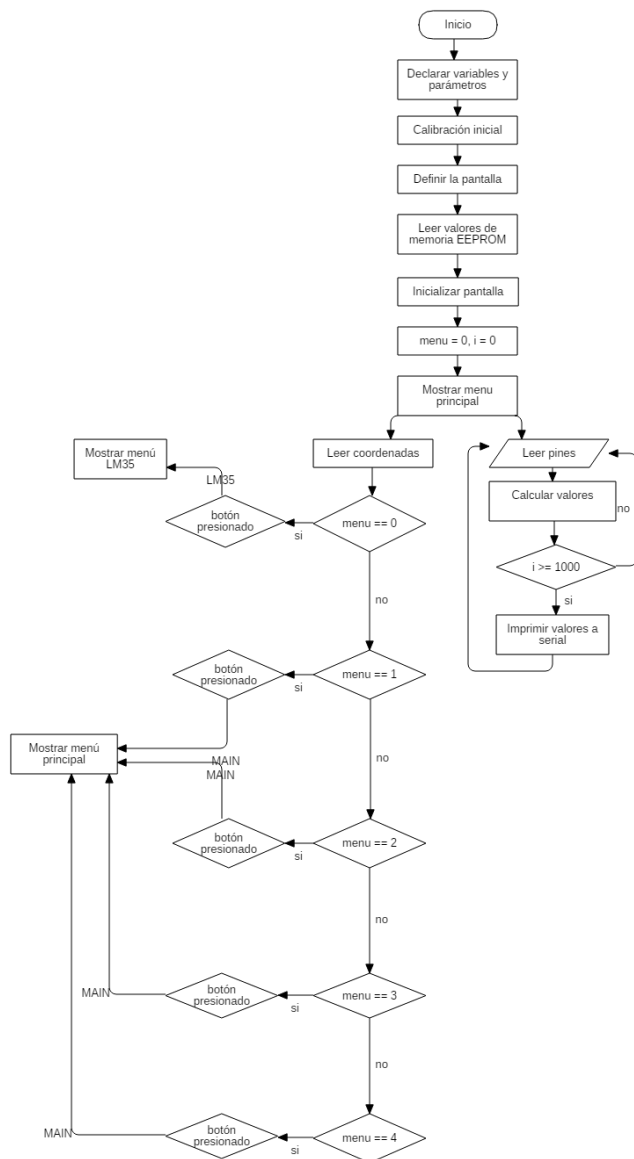 Inicio
Declarar variables y
parámetros
Calibración inicial
Definir la pantalla
Leer valores de
memoria EEPROM
Inicializar pantalla
menu = 0, i = 0
Mostrar menu
principal
Mostrar menú
LM35
Leer coordenadas
Leer pines
LM35
Calcular valores
botón
presionado
si
menu == 0
no
i >= 1000
no
si
Imprimir valores a
serial
botón
presionado
si
menu == 1
Mostrar menú
principal
MAIN
MAIN
no
botón
presionado
si
menu == 2
no
MAIN
botón
presionado
si
menu == 3
no
MAIN
botón
presionado
si
menu == 4